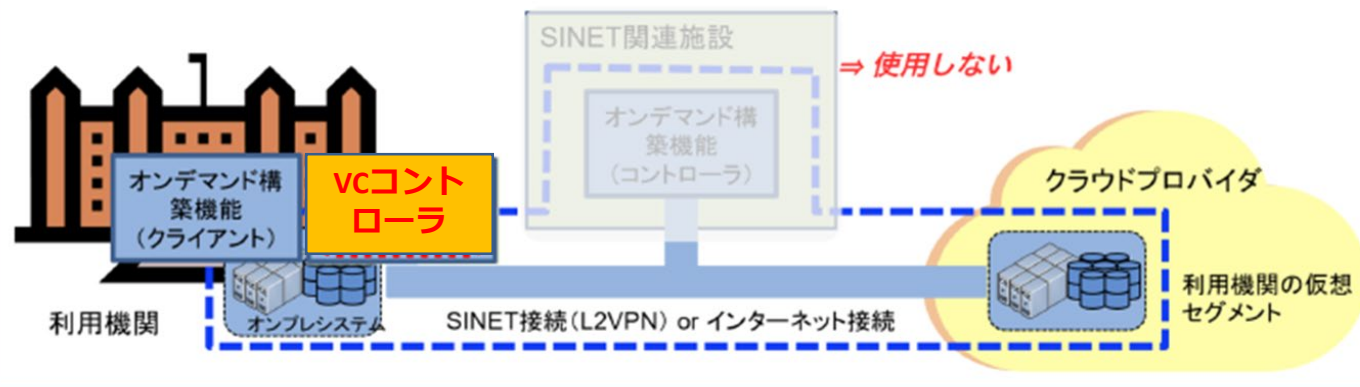 SINET関連施設
⇒ 使用しない
オンデマンド構
築機能
(コントローラ)
オンデマンド構
築機能
(クライアント)
VCコント
ローラ
クラウドプロバイダ
利用機関
オンプレシステム
SINET接続(L2VPN) or インターネット接続
利用機関の仮想
セグメント